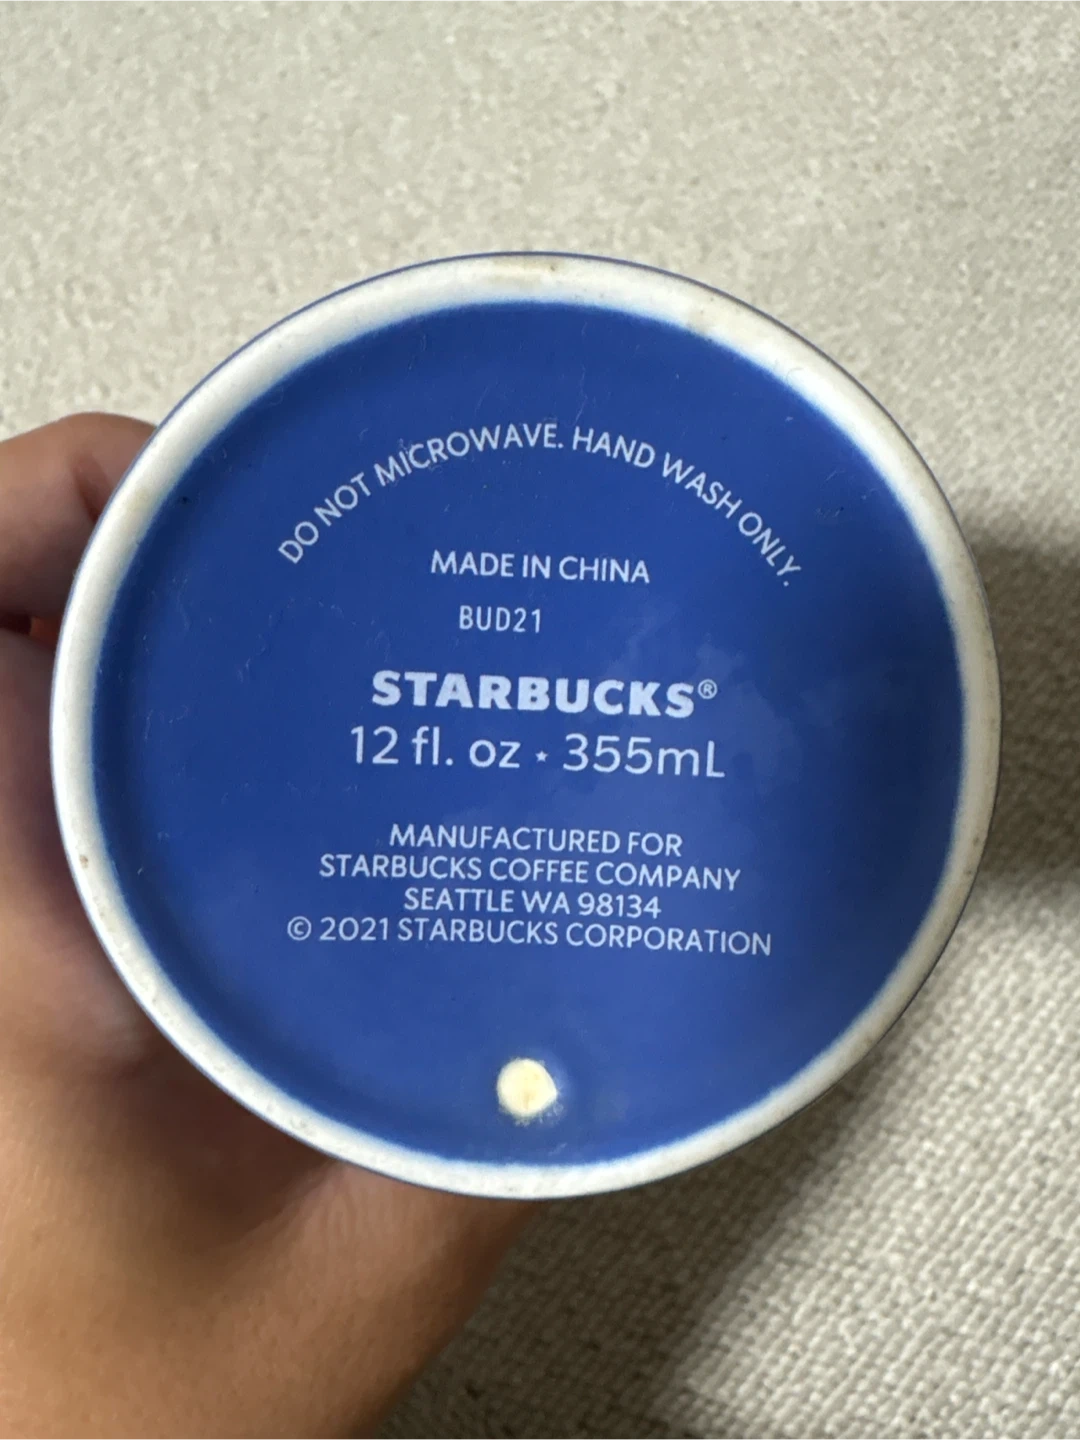 DO NOT MICROWAVE. HAND WASH ONLY.
MADE IN CHINA
BUD21
STARBUCKS®
12 fl. oz ⋆ 355mL
MANUFACTURED FOR
STARBUCKS COFFEE COMPANY
SEATTLE WA 98134
© 2021 STARBUCKS CORPORATION